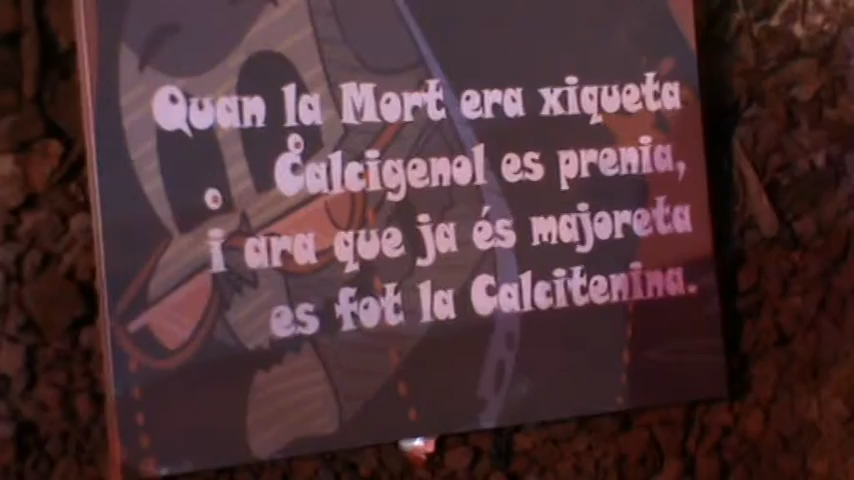 Quan la Mort era xiqueta
Calcigenol es prenia,
i ara que ja és majoreta
es fot la Calcitenina.